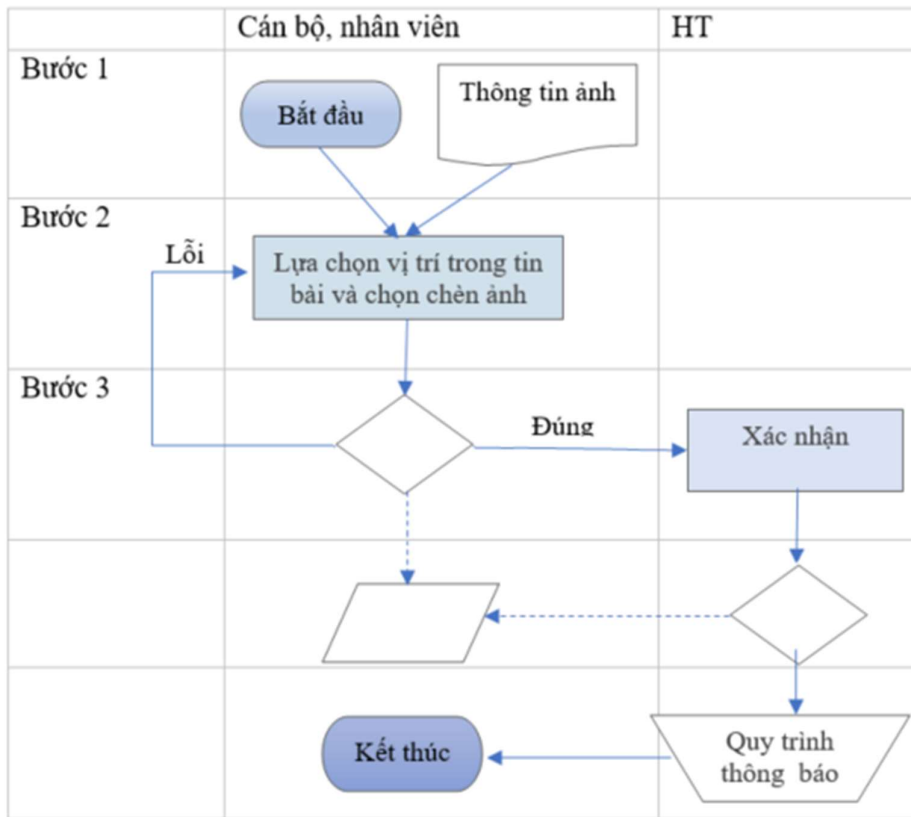 Cán bộ, nhân viên
HT
Bước 1
Bắt đầu
Thông tin ảnh
Bước 2
Lỗi
Lựa chọn vị trí trong tin
bài và chọn chèn ảnh
Bước 3
Đúng
Xác nhận
Kết thúc
Quy trình
thông báo